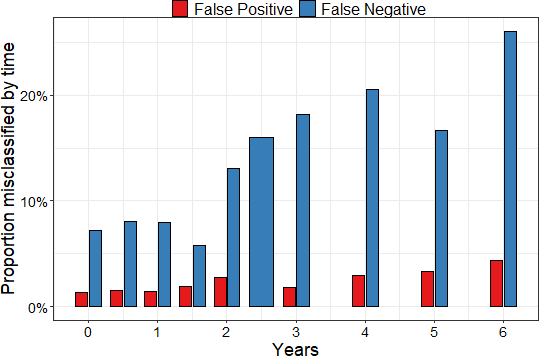 False Positive False Negative
Proportion misclassified by time
20%
10%
0%
0 1 2 3 4 5 6
Years